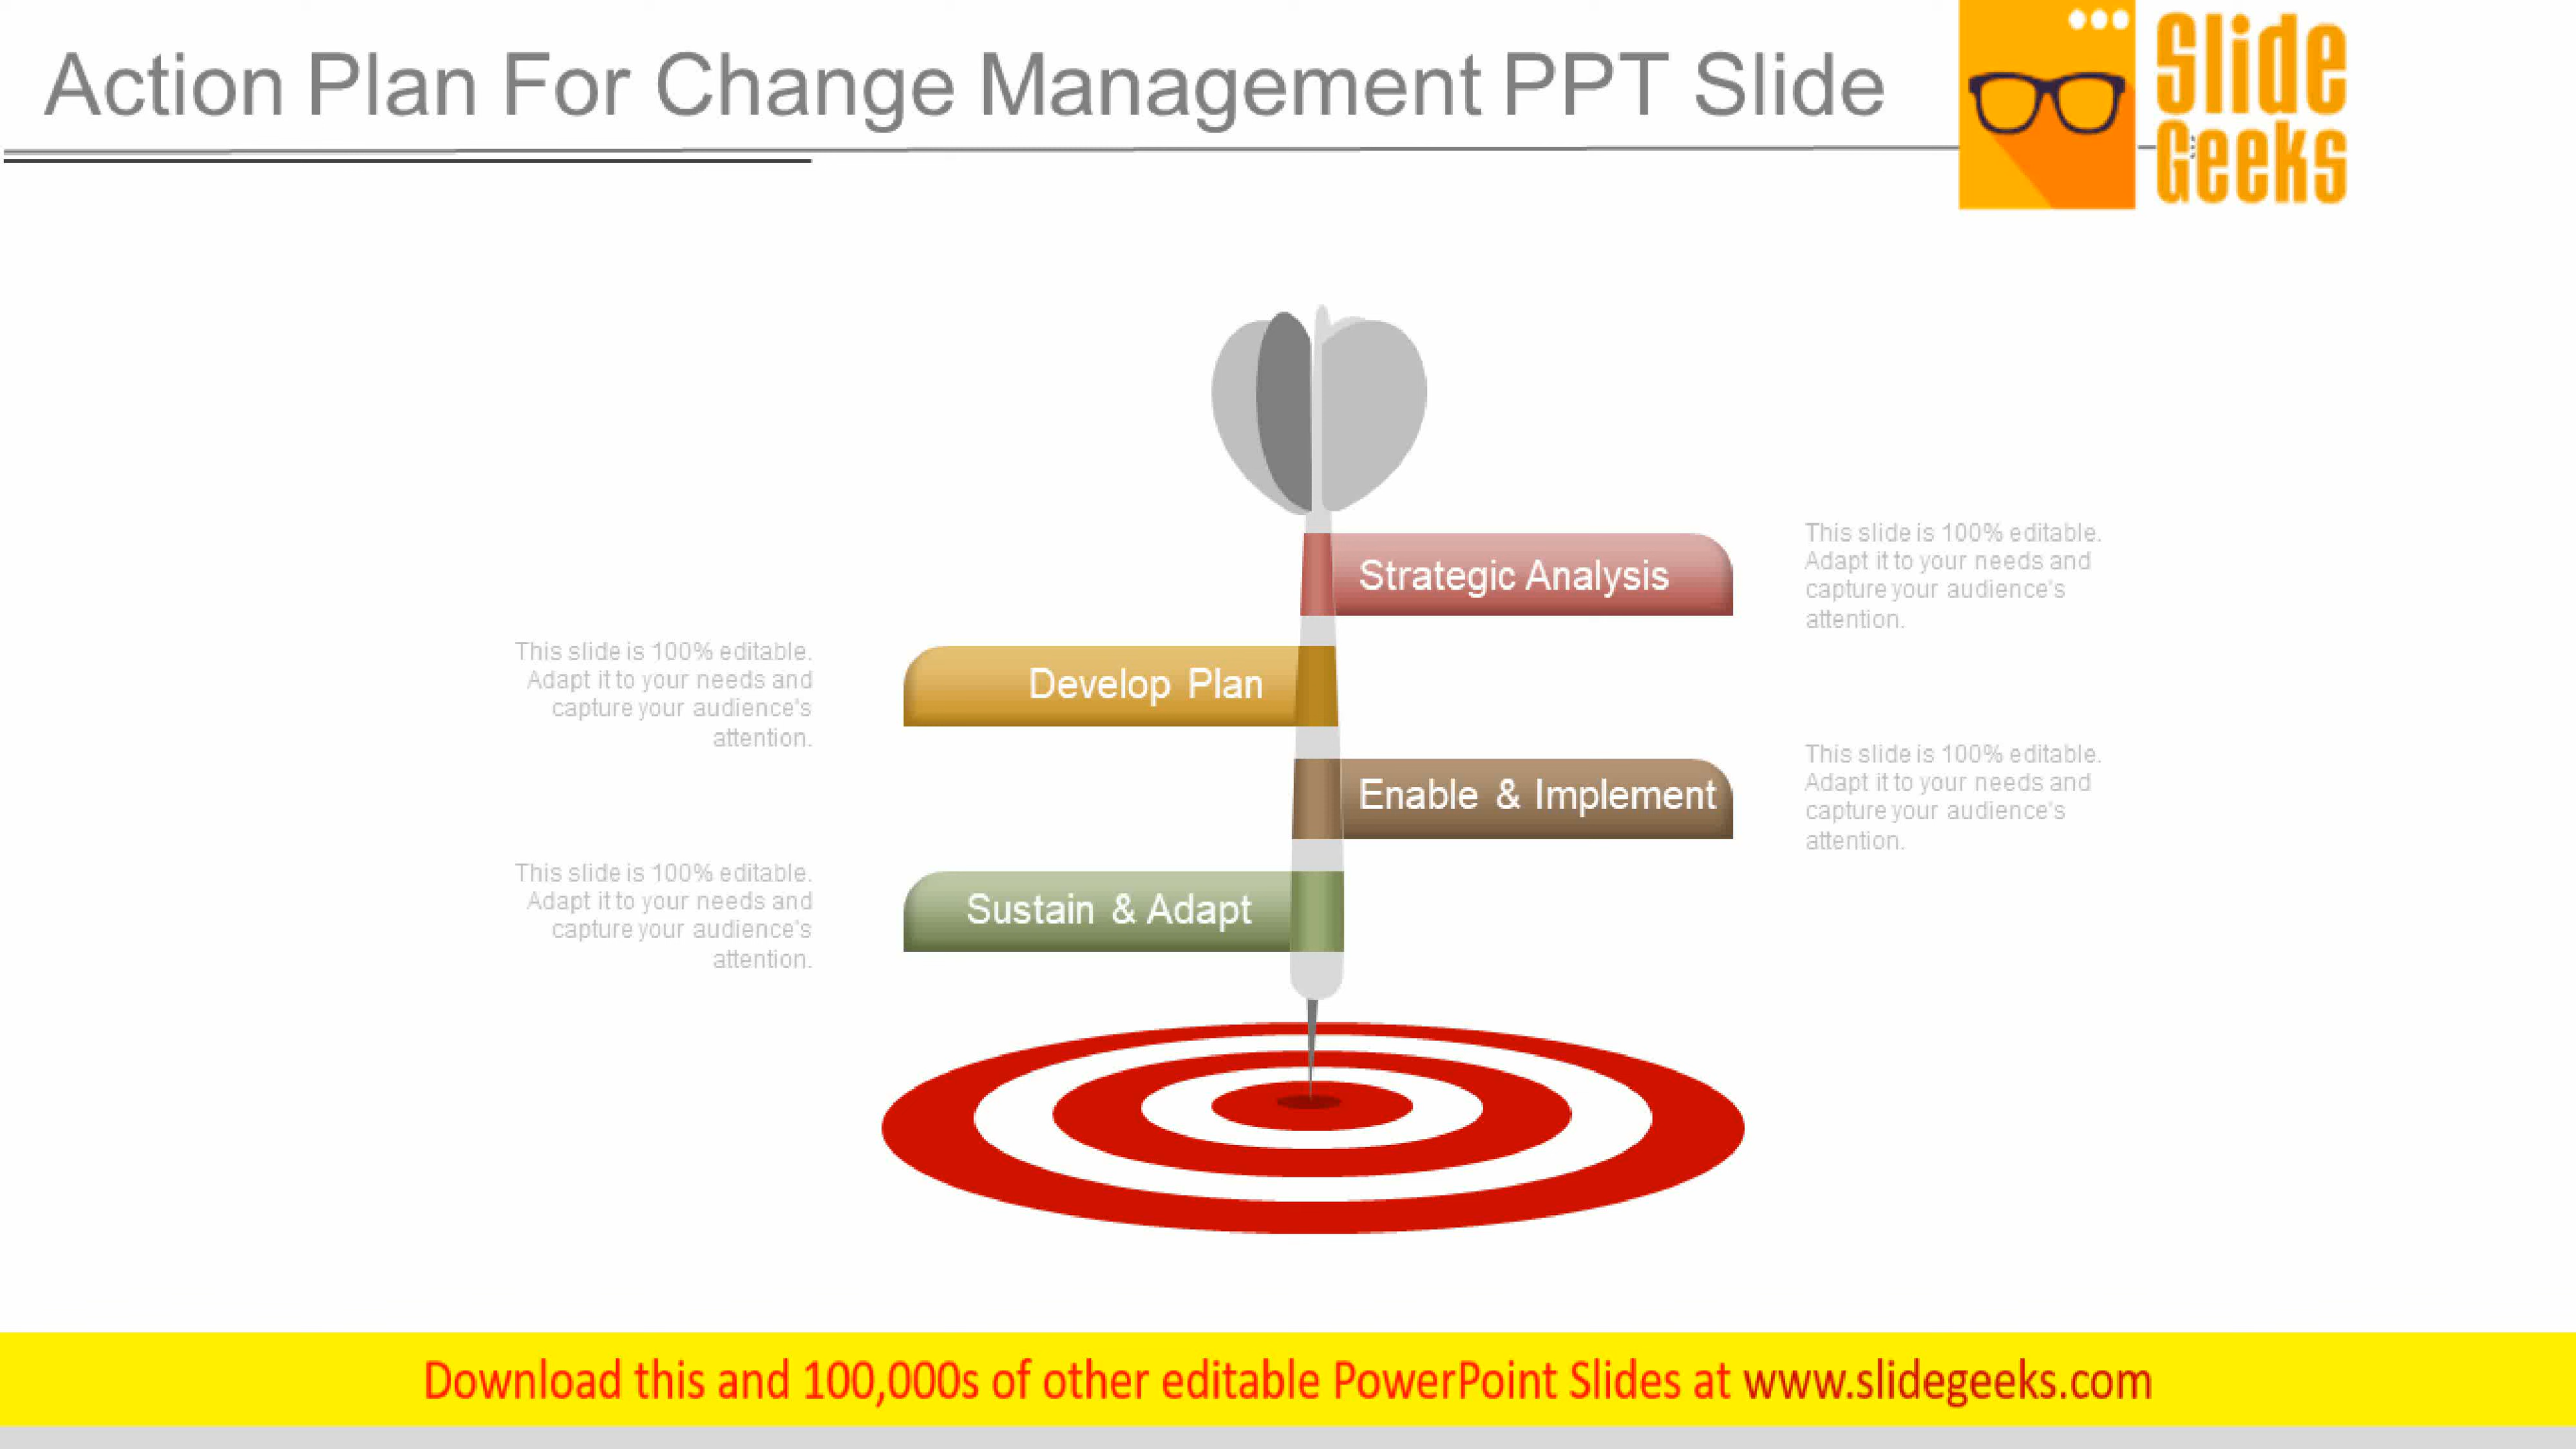 Action Plan For Change Management PPT Slide
Slide
Geeks
Strategic Analysis
This slide is 100% editable.
Adapt it to your needs and
capture your audience's
attention.
Develop Plan
This slide is 100% editable.
Adapt it to your needs and
capture your audience's
attention.
Enable & Implement
This slide is 100% editable.
Adapt it to your needs and
capture your audience's
attention.
Sustain & Adapt
This slide is 100% editable.
Adapt it to your needs and
capture your audience's
attention.
Download this and 100,000s of other editable PowerPoint Slides at www.slidegeeks.com